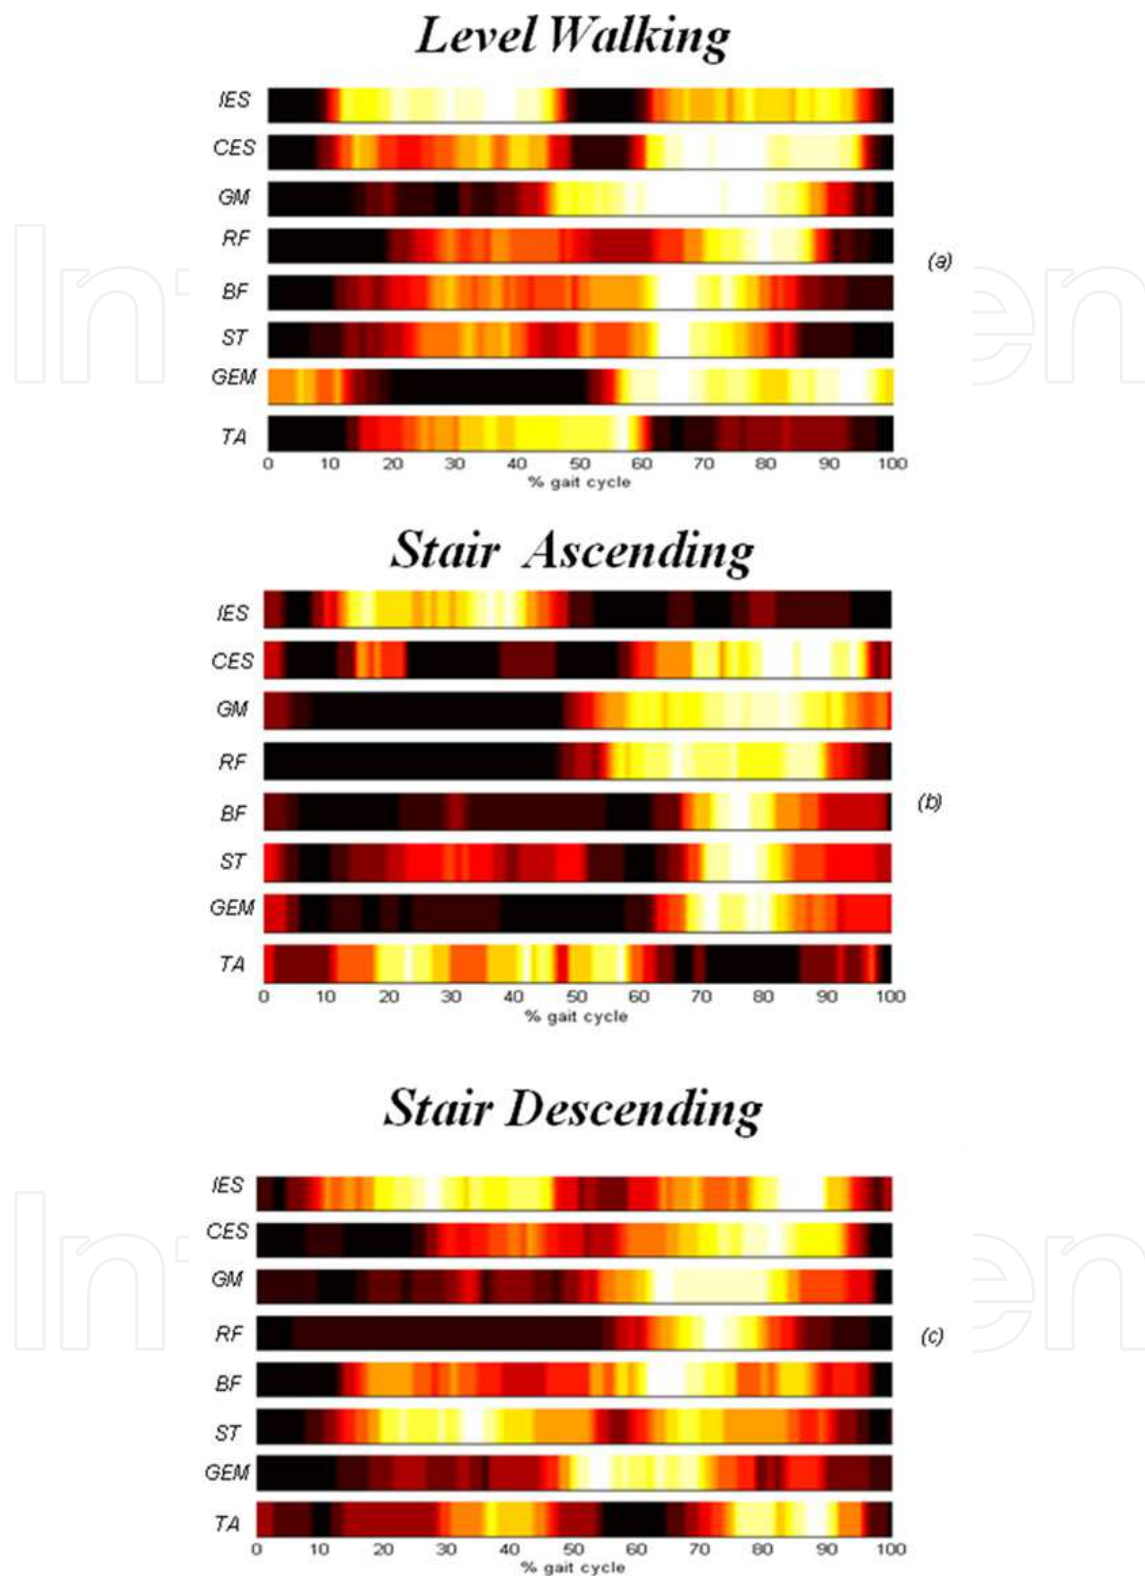 Level Walking
IES
CES
GM
RF
(a)
BF
ST
GEM
TA
0 10 20 30 40 50 60 70 80 90 100
% gait cycle
Stair Ascending
IES
CES
GM
RF
BF
(b)
ST
GEM
TA
0 10 20 30 40 50 60 70 80 90 100
% gait cycle
Stair Descending
IES
CES
GM
RF
(c)
BF
ST
GEM
TA
0 10 20 30 40 50 60 70 80 90 100
% gait cycle